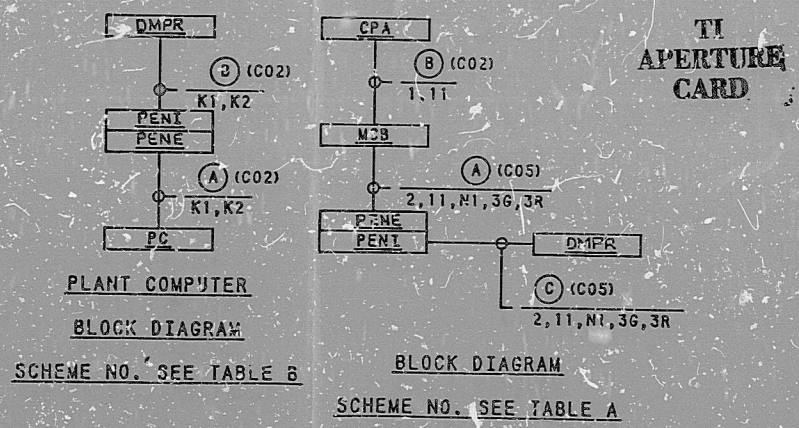 DMPR
B (C02)
K1,K2
PENI
PENE
A (C02)
K1,K2
PC
PLANT COMPUTER
BLOCK DIAGRAM
SCHEME NO. SEE TABLE B
CPA
B (C02)
1,11
MCB
A (C05)
2,11,N1,3G,3R
PENE
PENI
DMPR
C (C05)
2,11,N1,3G,3R
BLOCK DIAGRAM
SCHEME NO. SEE TABLE A
TI
APERTURE
CARD